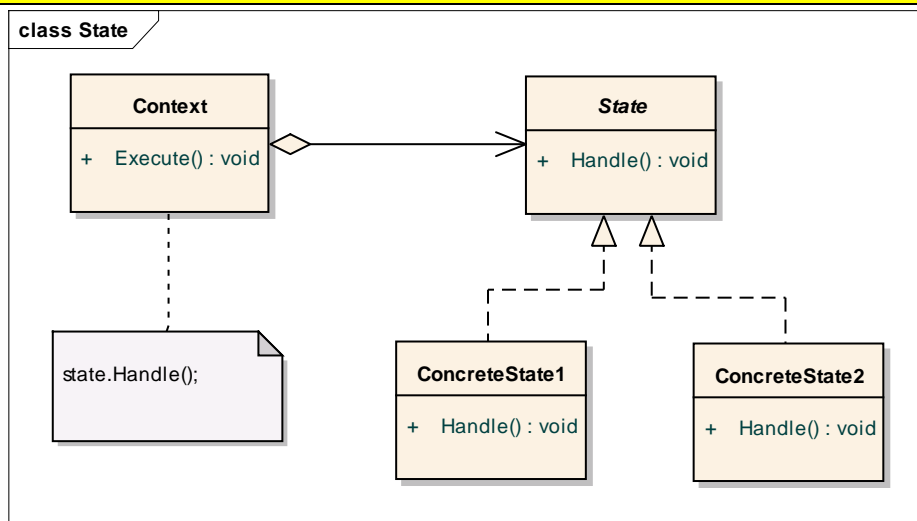 class State
Context
+ Execute() : void
State
+ Handle() : void
state.Handle();
ConcreteState1
+ Handle() : void
ConcreteState2
+ Handle() : void